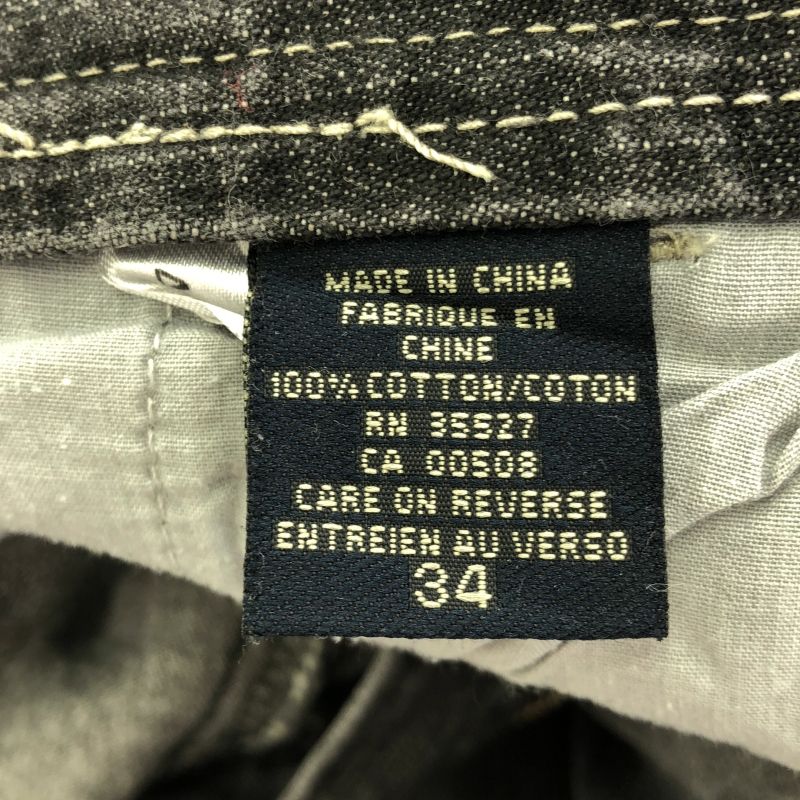 MADE IN CHINA
FABRIQUE EN
CHINE
100% COTTON/COTON
RN 35527
CA 00508
CARE ON REVERSE
ENTREIEN AU VERSO
34